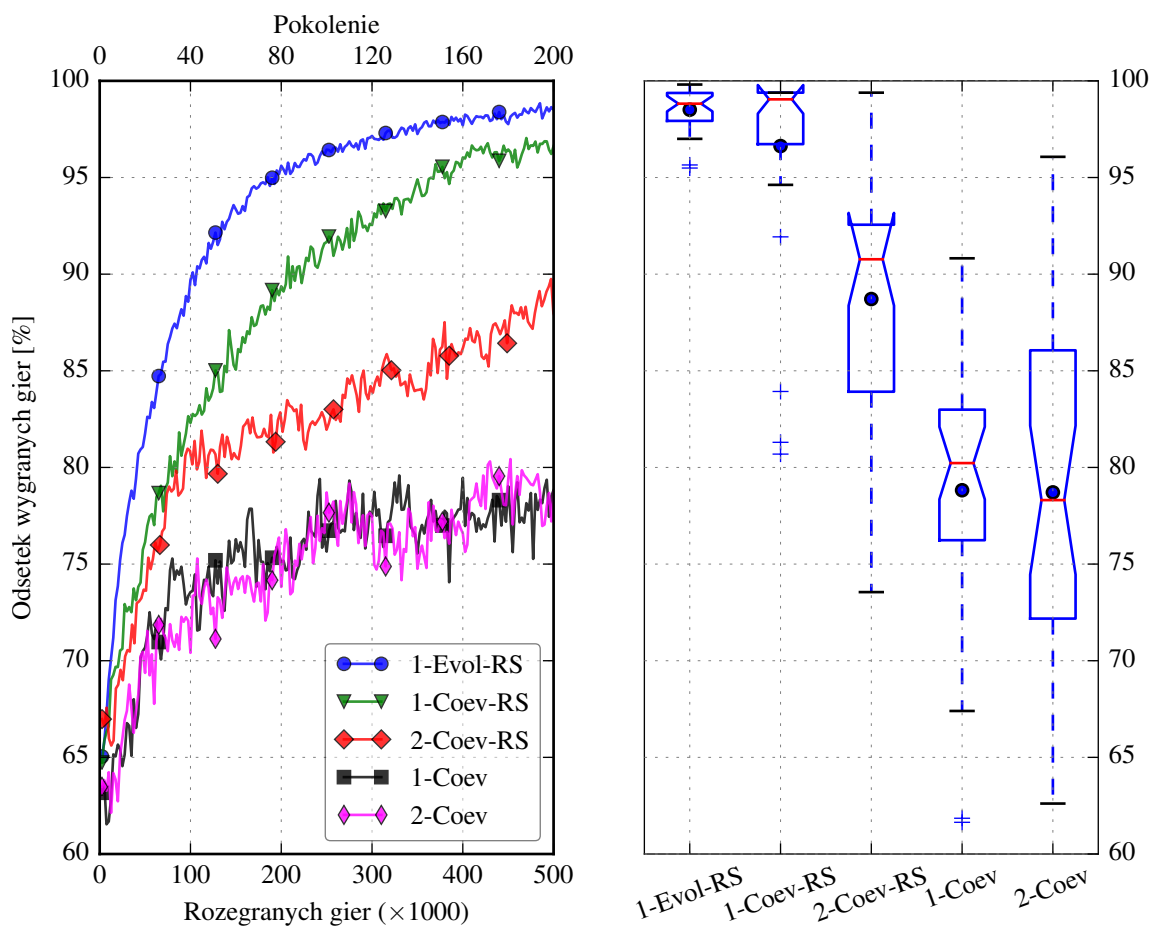 Pokolenie
0 40 80 120 160 200
100
95
90
85
80
75
70
65
60
Odsetek wygranych gier [%]
0 100 200 300 400 500
Rozegranych gier (×1000)
1-Evol-RS
1-Coev-RS
2-Coev-RS
1-Coev
2-Coev
100
95
90
85
80
75
70
65
60
1-Evol-RS
1-Coev-RS
2-Coev-RS
1-Coev
2-Coev